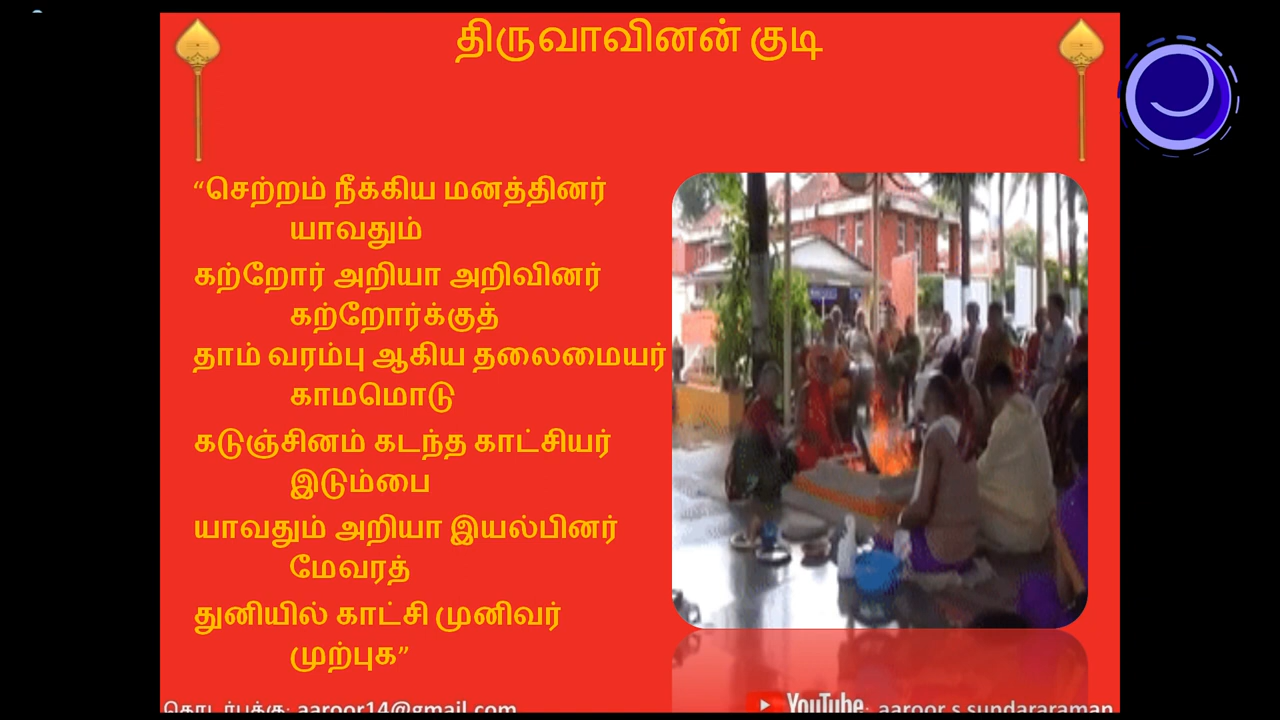 திருவாவினன் குடி
“செற்றம் நீக்கிய மனத்தினர்
யாவதும்
கற்றோர் அறியா அறிவினர்
கற்றோர்க்குத்
தாம் வரம்பு ஆகிய தலைமையர்
காமமொடு
கடுஞ்சினம் கடந்த காட்சியர்
இடும்பை
யாவதும் அறியா இயல்பினர்
மேவரத்
துனியில் காட்சி முனிவர்
முற்புக”
தொடர்புக்கு: aaroor14@gmail.com
YouTube: aaroor s sundararaman